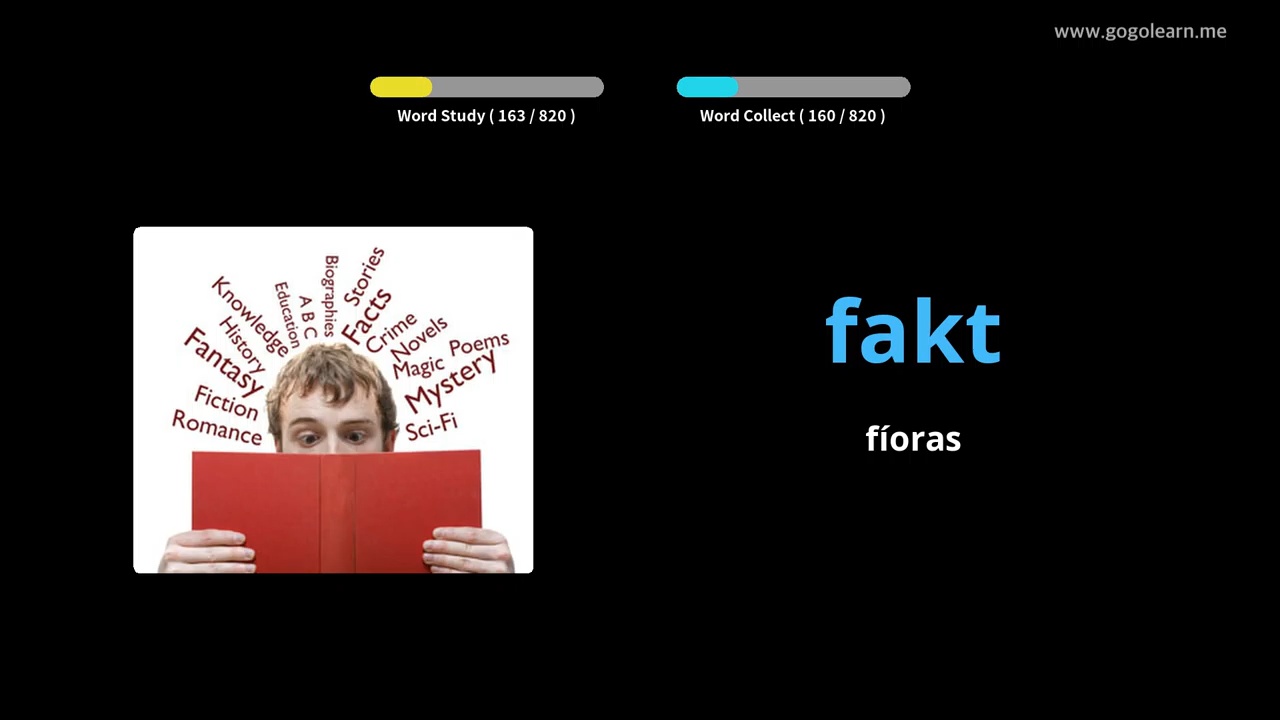 www.gogolearn.me
Word Study ( 163 / 820 )
Word Collect ( 160 / 820 )
Knowledge
Education
A B C
Biographies
Stories
Facts
Crime
Novels
Poems
History
Fantasy
Magic
Mystery
Fiction
Romance
Sci-Fi
fakt
fíoras